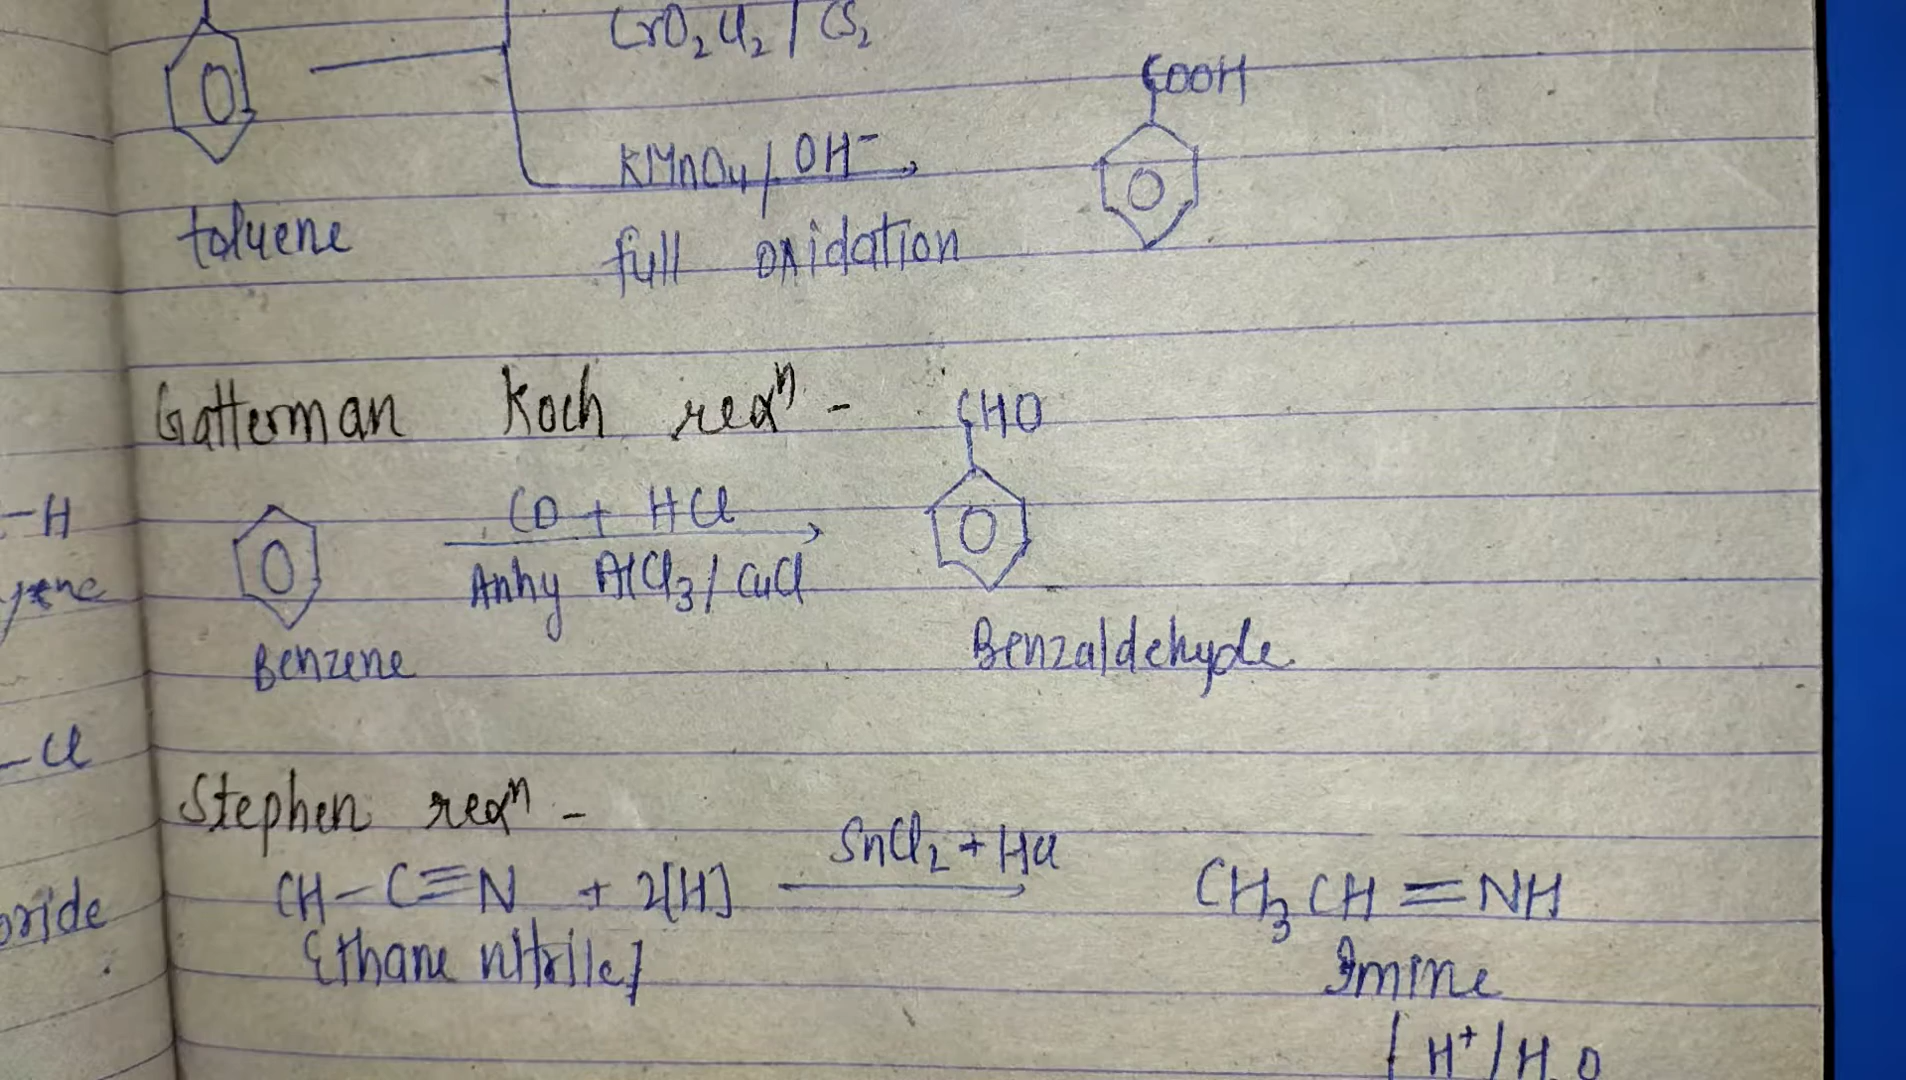 CrO₂Cl₂ / CS₂
COOH
KMnO₄ / OH⁻
toluene
full oxidation
Gatterman Koch reaⁿ -
CHO
CO + HCl
Anhy AlCl₃ / CuCl
Benzene
Benzaldehyde
Stephen reaⁿ -
SnCl₂ + HCl
CH - C ≡ N + 2[H]
CH₃CH = NH
Ethane nitrile]
Imine
H⁺ / H₂O
- H
- Cl
oride